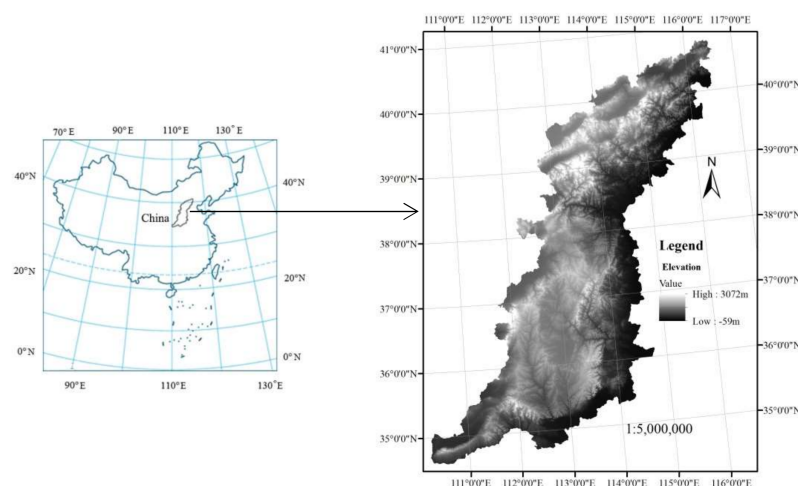 70° E 90°E 110°E 130°E
40°N 40°N
China
20°N 20°N
0°N 0°N
90°E 110°E 130°E
111°0'0"E 112°0'0"E 113°0'0"E 114°0'0"E 115°0'0"E 116°0'0"E 117°0'0"E
41°0'0"N
40°0'0"N
40°0'0"N
39°0'0"N
39°0'0"N
N
38°0'0"N
38°0'0"N
Legend
Elevation
Value
High : 3072m
Low : -59m
37°0'0"N
37°0'0"N
36°0'0"N
36°0'0"N
35°0'0"N
35°0'0"N
1:5,000,000
111°0'0"E 112°0'0"E 113°0'0"E 114°0'0"E 115°0'0"E 116°0'0"E